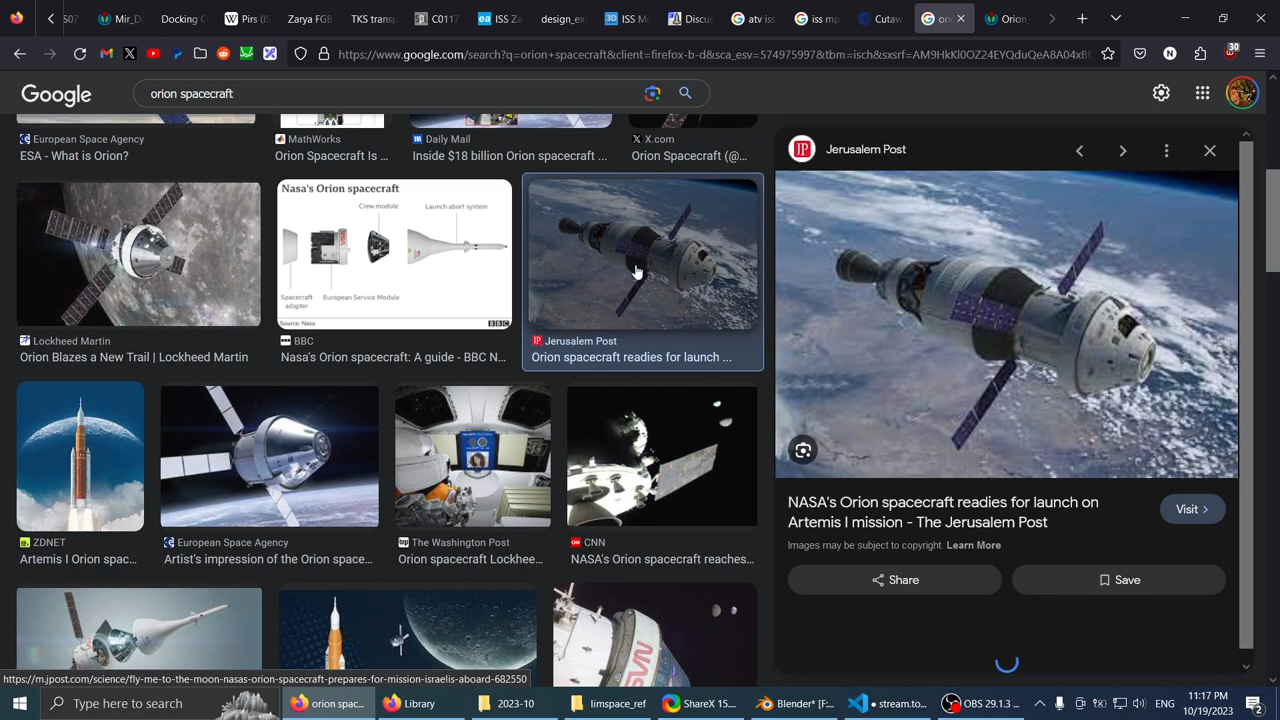 S07
Mir_D
Docking C
Pirs (IS
Zarya FGB
TKS transp
C0117
ISS Za
design_ex
ISS Mo
Discus
atv iss
iss mp
Cutaw
ori
Orion_
https://www.google.com/search?q=orion+spacecraft&client=firefox-b-d&sca_esv=574975997&tbm=isch&sxsrf=AM9HkKl0OZ24EYQduQeA8A04xB
30
Google
orion spacecraft
European Space Agency
ESA - What is Orion?
MathWorks
Orion Spacecraft Is ...
Daily Mail
Inside $18 billion Orion spacecraft ...
X.com
Orion Spacecraft (@...
Nasa's Orion spacecraft
Crew module
Launch abort system
Spacecraft
adapter
European Service Module
Source: Nasa
BBC
Lockheed Martin
Orion Blazes a New Trail | Lockheed Martin
BBC
Nasa's Orion spacecraft: A guide - BBC N...
Jerusalem Post
Orion spacecraft readies for launch ...
ZDNET
Artemis I Orion spac...
European Space Agency
Artist's impression of the Orion space...
The Washington Post
Orion spacecraft Lockhee...
CNN
NASA's Orion spacecraft reaches...
JP
Jerusalem Post
NASA's Orion spacecraft readies for launch on
Artemis I mission - The Jerusalem Post
Visit
Images may be subject to copyright. Learn More
Share
Save
https://m.jpost.com/science/fly-me-to-the-moon-nasas-orion-spacecraft-prepares-for-mission-israelis-aboard-682550
Type here to search
orion spac...
Library
2023-10
limspace_ref
ShareX 15....
Blender* [F...
stream.to...
OBS 29.1.3 ...
ENG
11:17 PM
10/19/2023
2